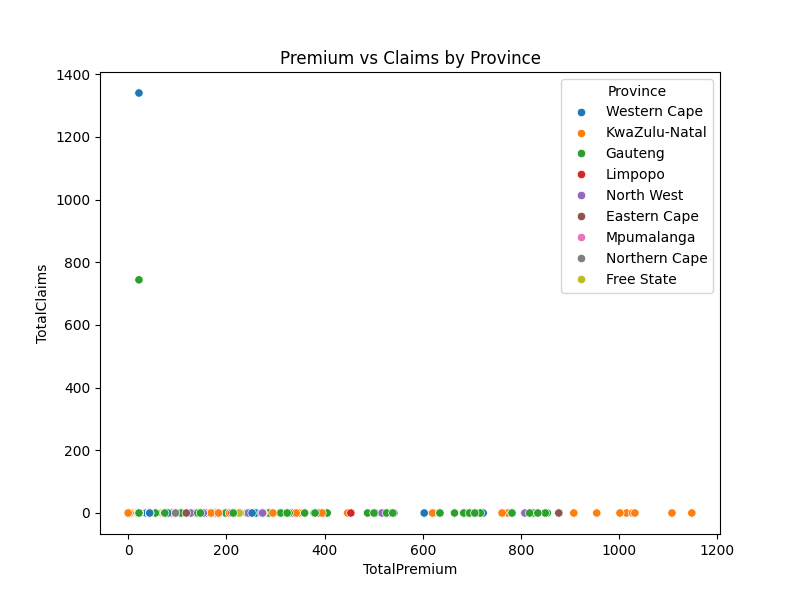 Premium vs Claims by Province
1400
1200
1000
800
600
400
200
0
TotalClaims
Province
Western Cape
KwaZulu-Natal
Gauteng
Limpopo
North West
Eastern Cape
Mpumalanga
Northern Cape
Free State
0 200 400 600 800 1000 1200
TotalPremium